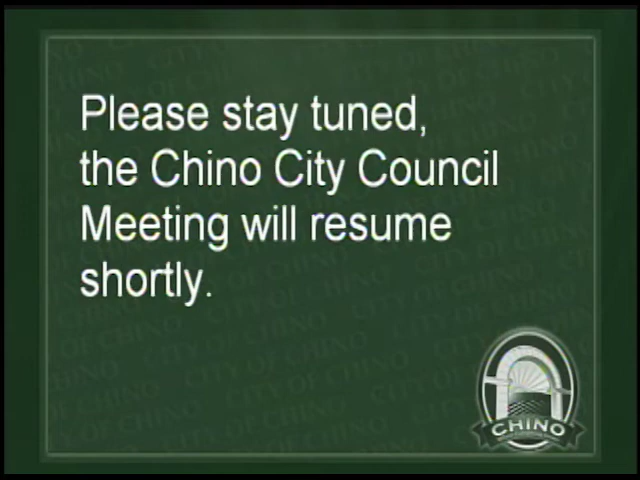 Please stay tuned,
the Chino City Council
Meeting will resume
shortly.
CHINO